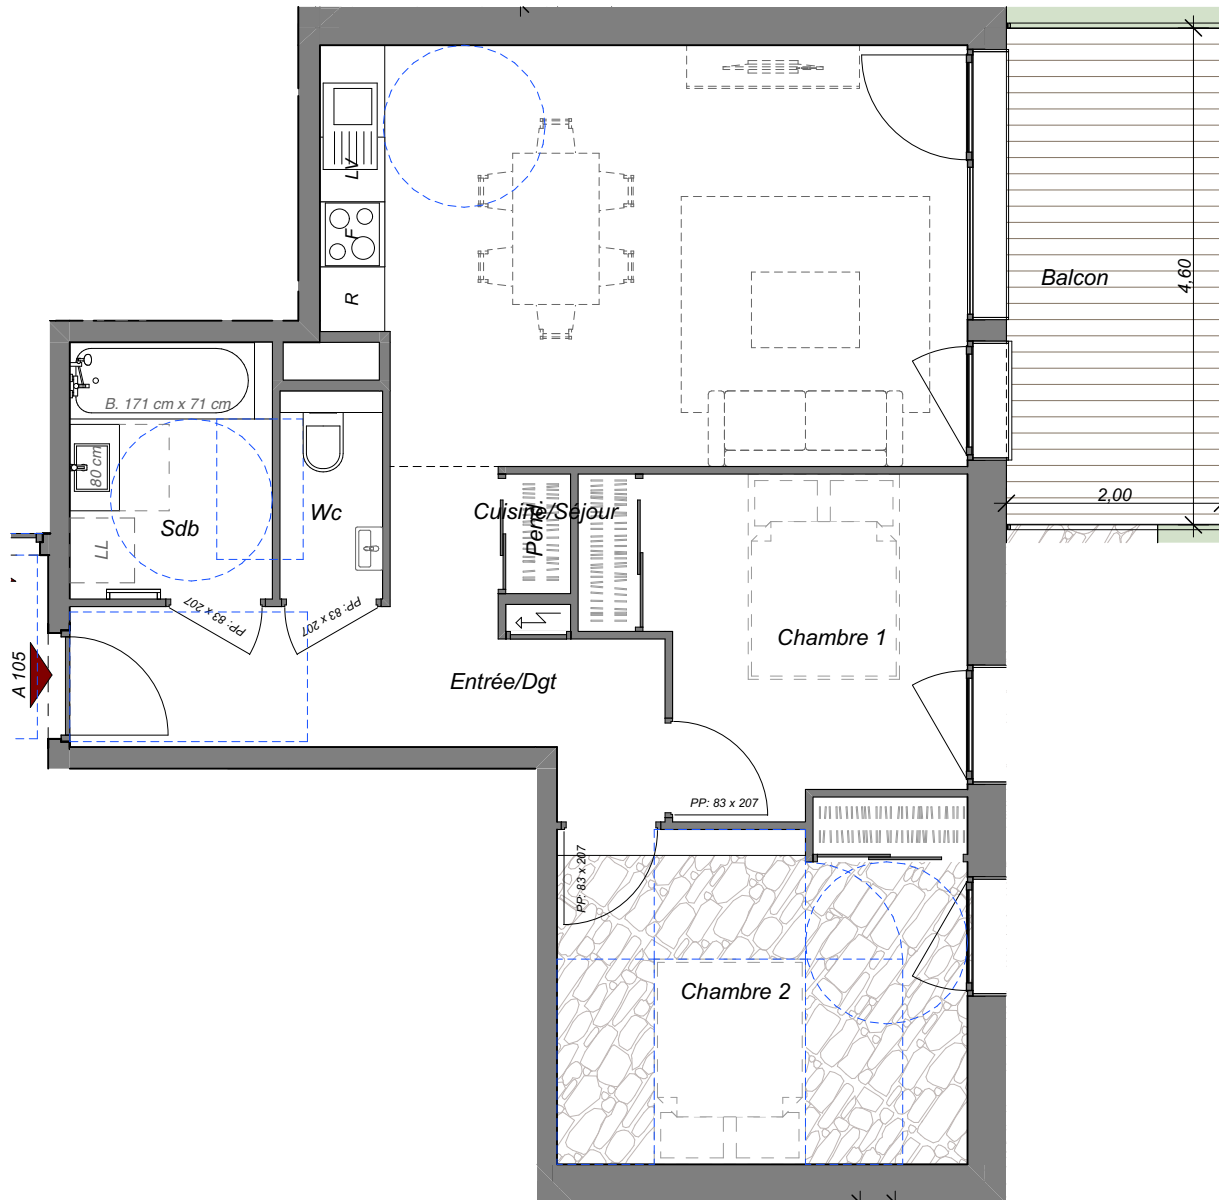 LV
F
R
Balcon
4,60
2,00
B. 171 cm x 71 cm
80 cm
Sdb
LL
Wc
Cuisine/Séjour
Pend.
PP: 83 x 207
PP: 83 x 207
A 105
Entrée/Dgt
Chambre 1
PP: 83 x 207
PP: 83 x 207
Chambre 2